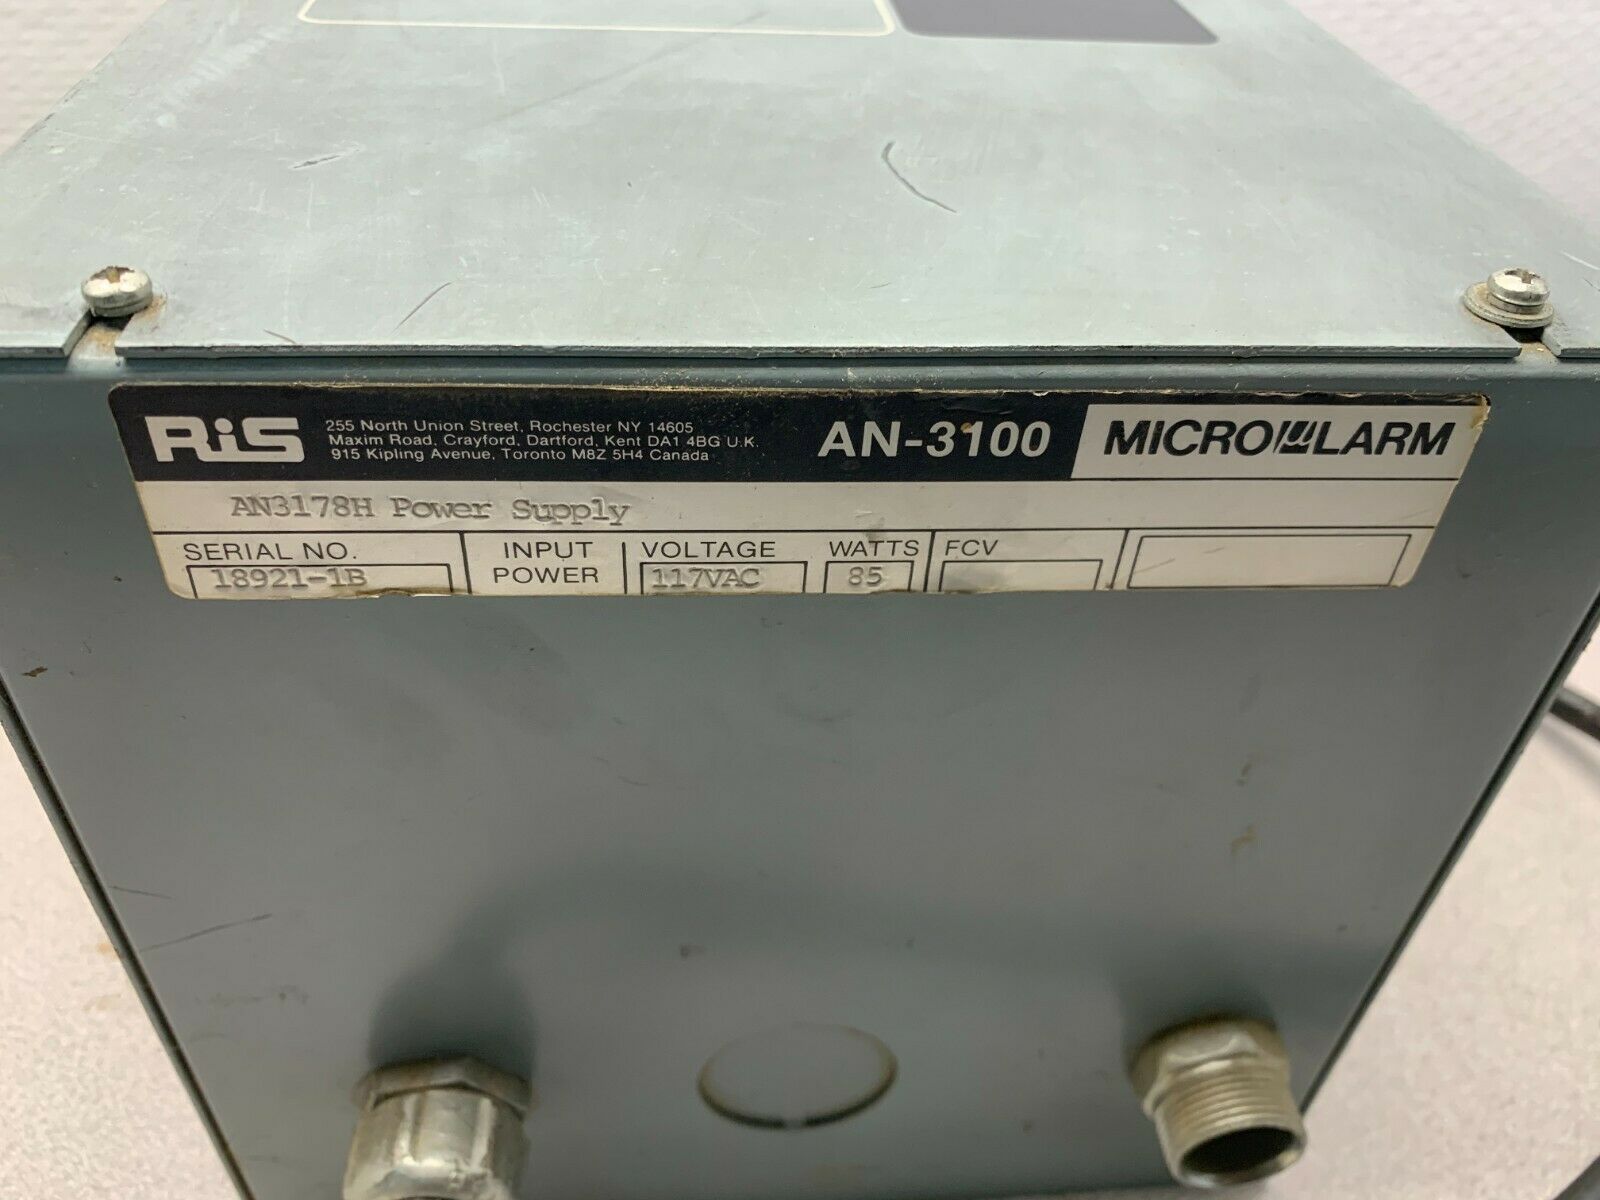 RiS
255 North Union Street, Rochester NY 14605
Maxim Road, Crayford, Dartford, Kent DA1 4BG U.K.
915 Kipling Avenue, Toronto M8Z 5H4 Canada
AN-3100
MICRO µLARM
AN3178H Power Supply
SERIAL NO.
18921-1B
INPUT
POWER
VOLTAGE
117VAC
WATTS
85
FCV